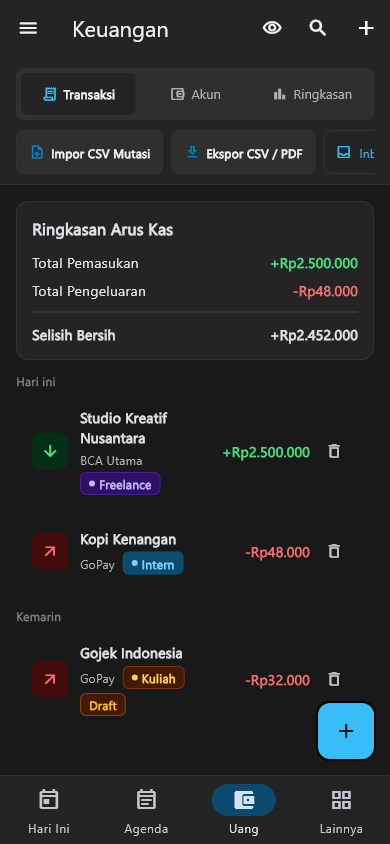 Keuangan
Transaksi
Akun
Ringkasan
Impor CSV Mutasi
Ekspor CSV / PDF
Inb
Ringkasan Arus Kas
Total Pemasukan +Rp2.500.000
Total Pengeluaran -Rp48.000
Selisih Bersih +Rp2.452.000
Hari ini
Studio Kreatif
Nusantara
BCA Utama
Freelance
+Rp2.500.000
Kopi Kenangan
GoPay Intern
-Rp48.000
Kemarin
Gojek Indonesia
GoPay Kuliah
Draft
-Rp32.000
Hari Ini
Agenda
Uang
Lainnya